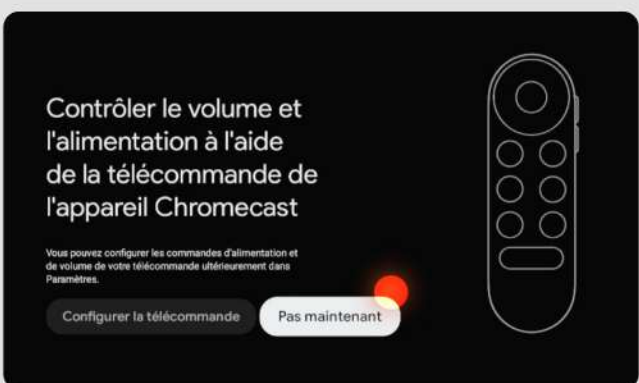 Contrôler le volume et
l'alimentation à l'aide
de la télécommande de
l'appareil Chromecast
Vous pouvez configurer les commandes d'alimentation et
de volume de votre télécommande ultérieurement dans
Paramètres.
Configurer la télécommande
Pas maintenant